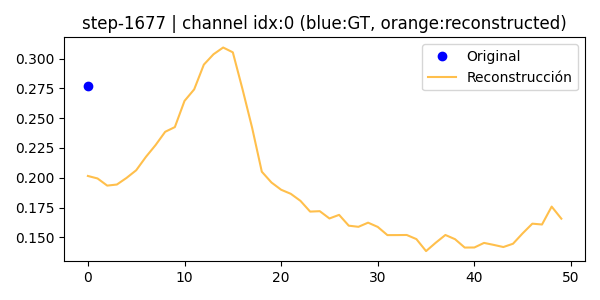 step-1677 | channel idx:0 (blue:GT, orange:reconstructed)
Original
Reconstrucción
0.300
0.275
0.250
0.225
0.200
0.175
0.150
0 10 20 30 40 50